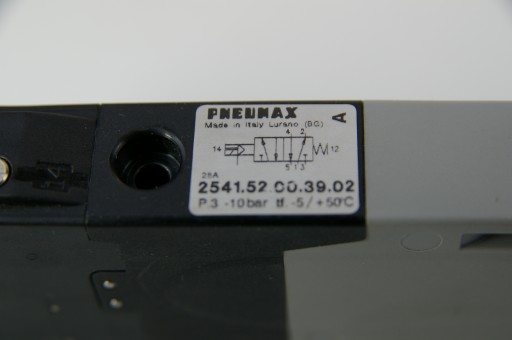 PNEUMAX
A
Made in Italy Lurano (BG)
4 2
14 12
5 1 3
25A
2541.52.00.39.02
P.3 -10bar tf.-5/+50°C
14